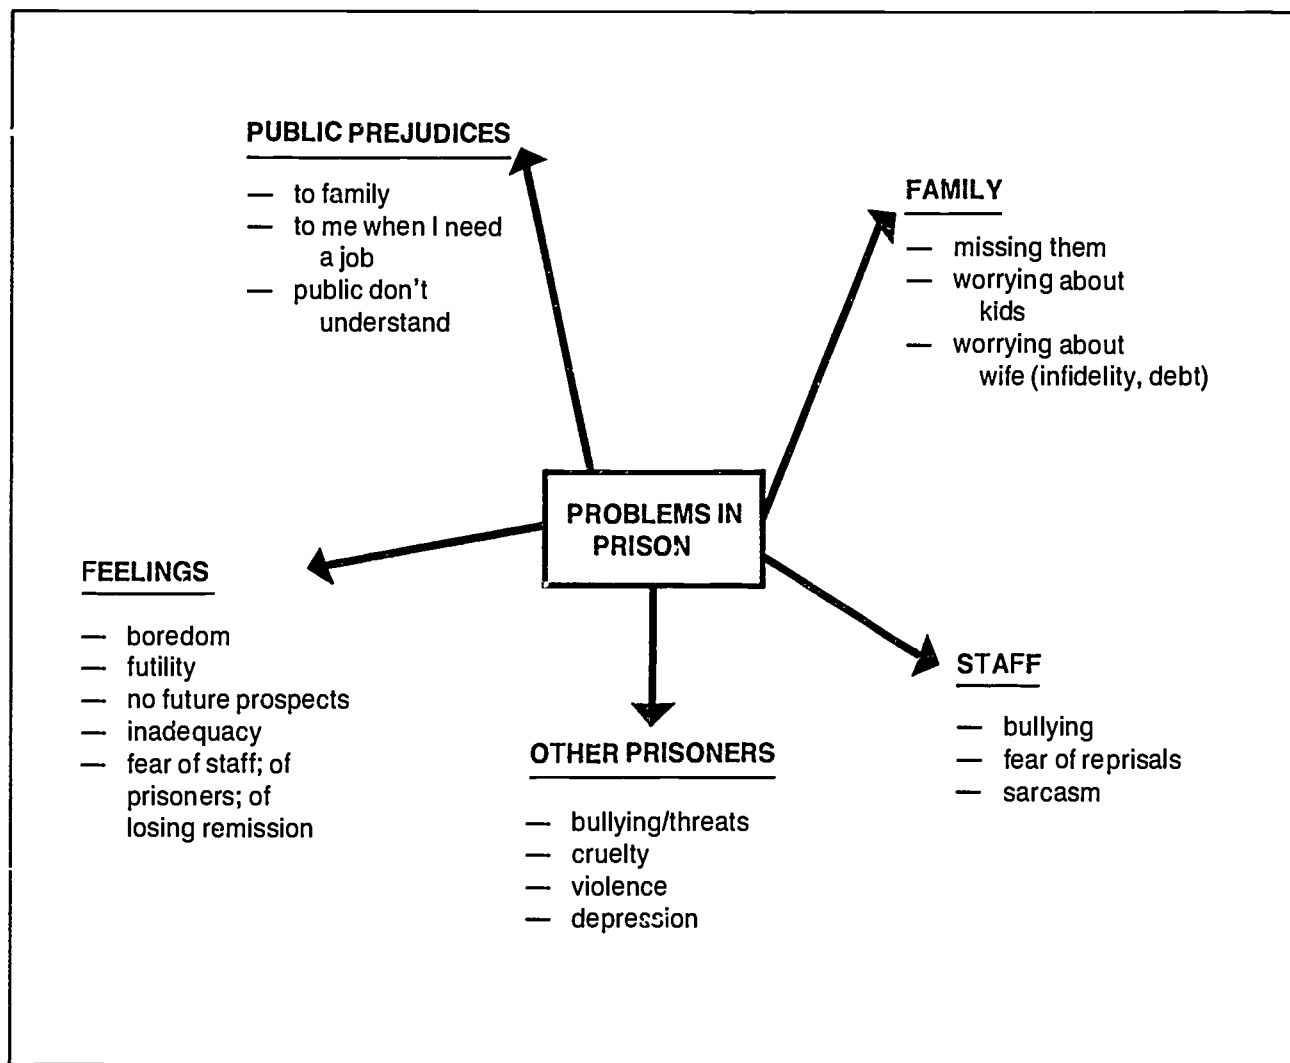 PUBLIC PREJUDICES
— to family
— to me when I need
a job
— public don't
understand
FAMILY
— missing them
— worrying about
kids
— worrying about
wife (infidelity, debt)
PROBLEMS IN
PRISON
FEELINGS
— boredom
— futility
— no future prospects
— inadequacy
— fear of staff; of
prisoners; of
losing remission
OTHER PRISONERS
— bullying/threats
— cruelty
— violence
— depression
STAFF
— bullying
— fear of reprisals
— sarcasm